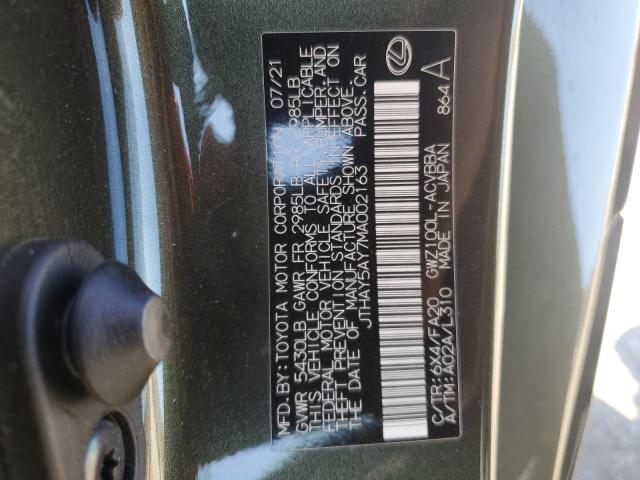 MFD.BY:TOYOTA MOTOR CORPORATION 07/21
GVWR 5430LB GAWR FR 2985LB RR 2985LB
THIS VEHICLE CONFORMS TO ALL APPLICABLE
FEDERAL MOTOR VEHICLE SAFETY, BUMPER, AND
THEFT PREVENTION STANDARDS IN EFFECT ON
THE DATE OF MANUFACTURE SHOWN ABOVE.
JTHAY5AY7MA002163 PASS.CAR
C/TR:6X4/FA20 GWZ100L-ACVBBA
A/TM:A02A/L310 MADE IN JAPAN 864 A